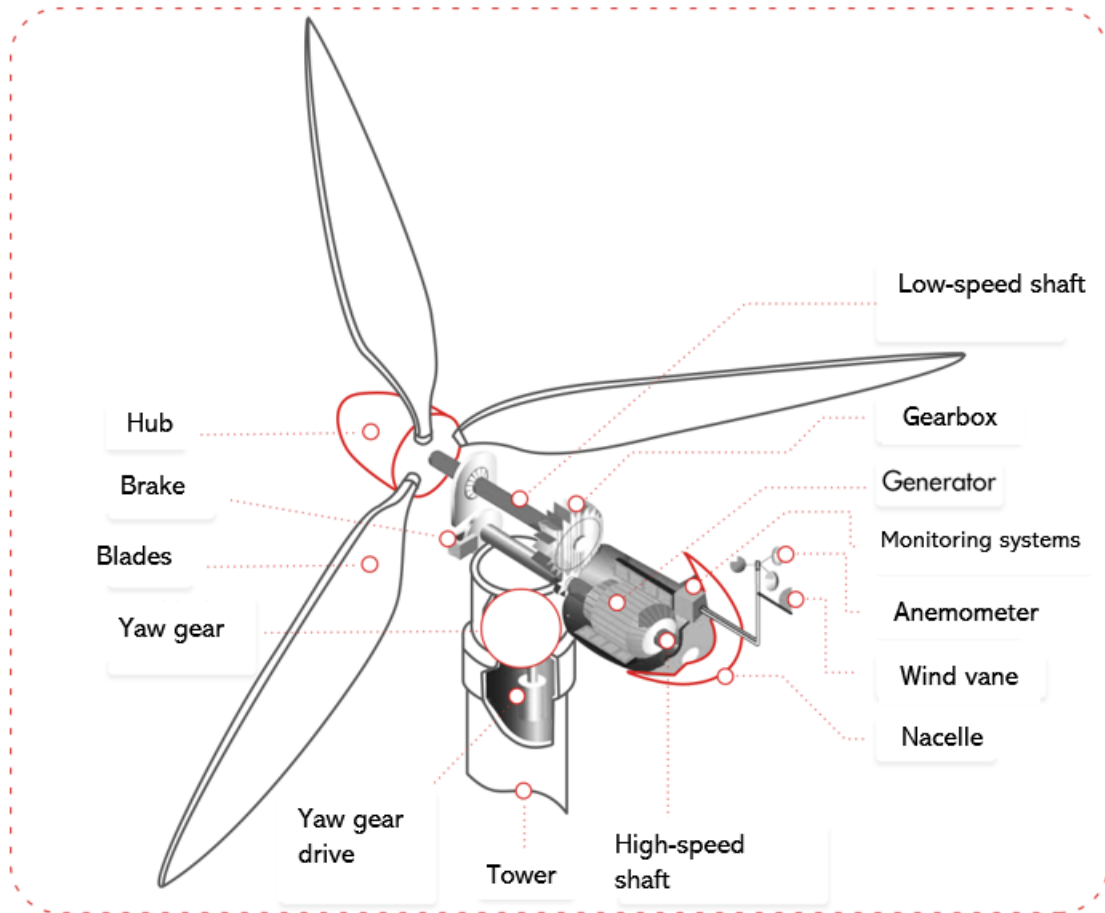 Low-speed shaft
Hub
Gearbox
Brake
Generator
Blades
Monitoring systems
Yaw gear
Anemometer
Wind vane
Nacelle
Yaw gear
drive
Tower
High-speed
shaft